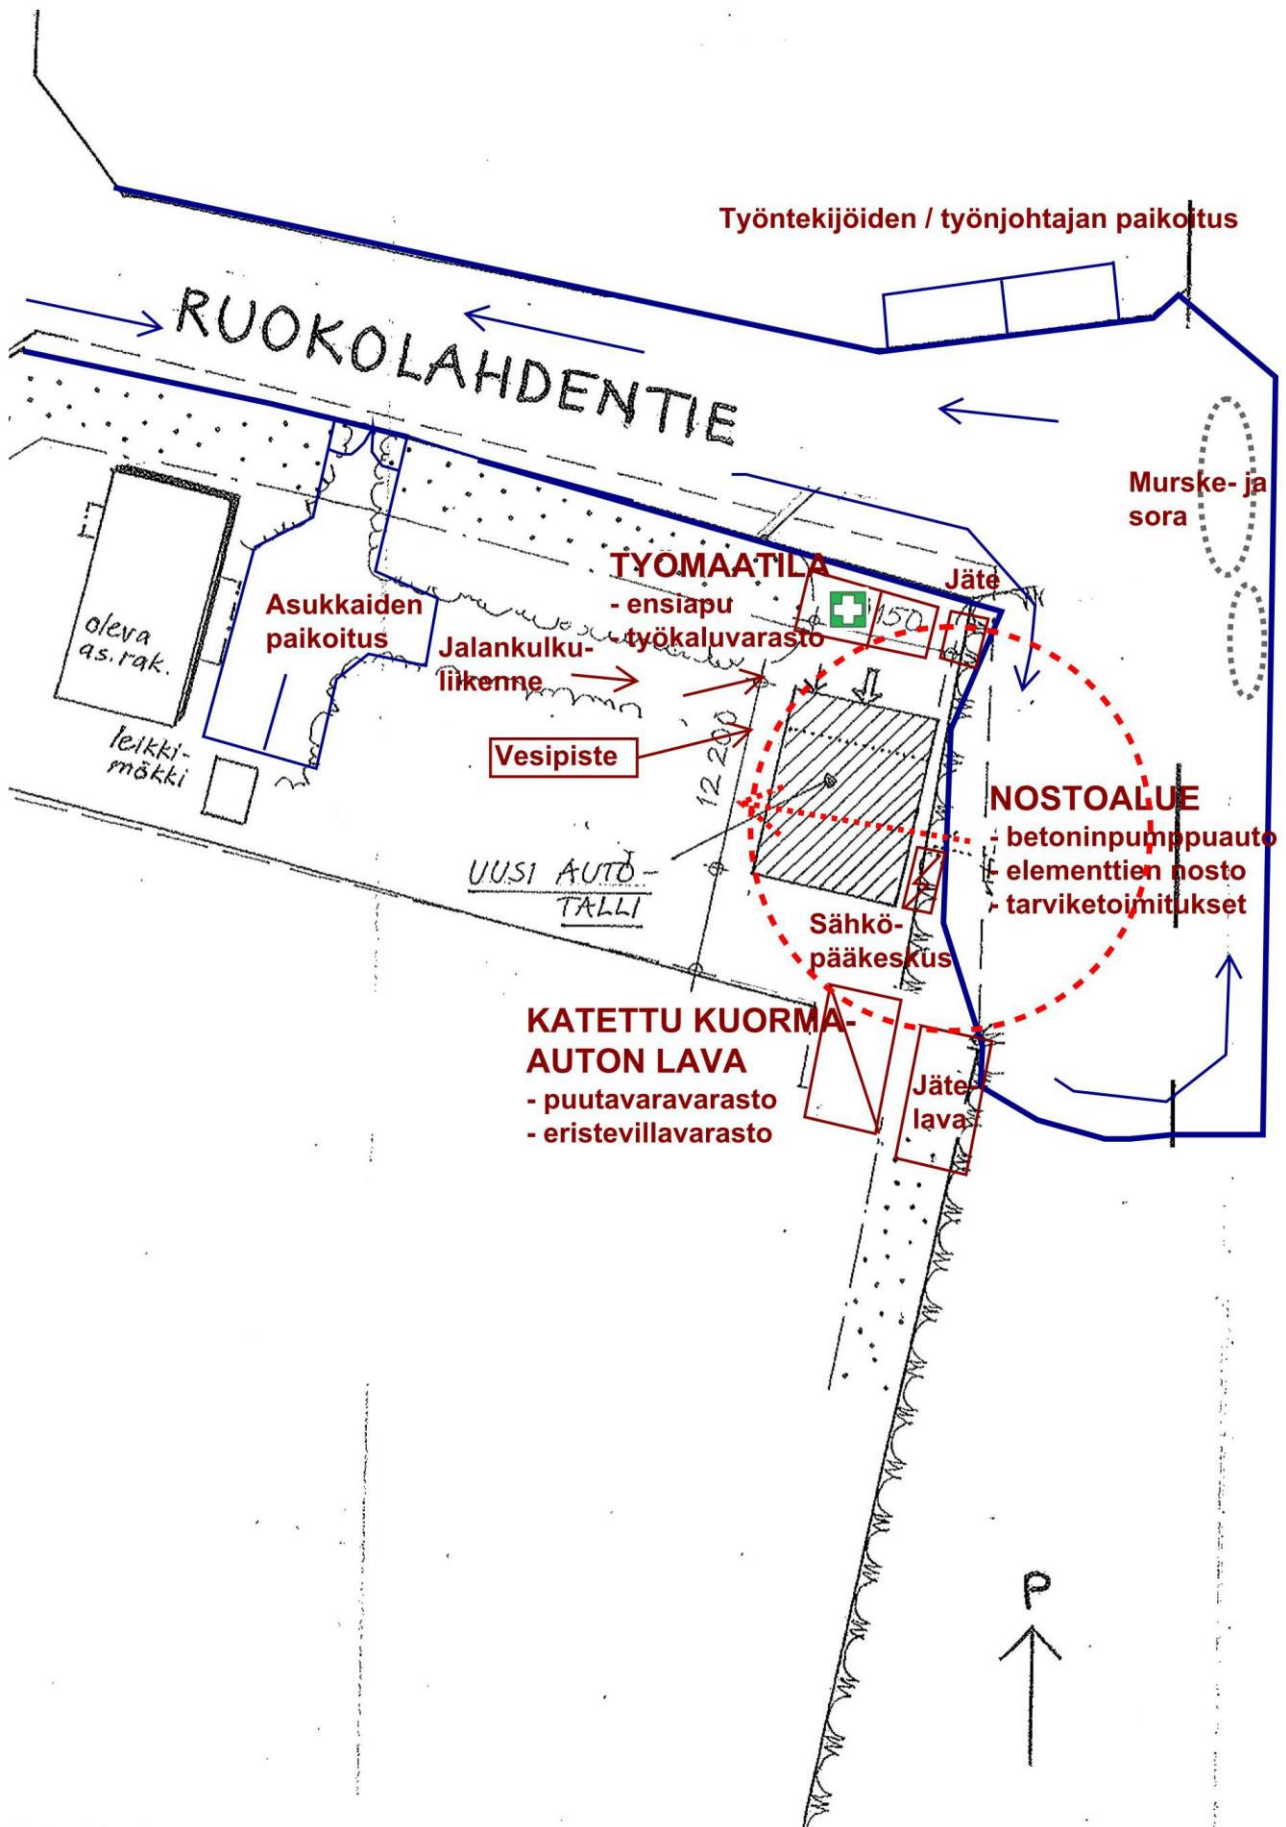 Työntekijöiden / työnjohtajan paikoitus
RUOKOLAHDENTIE
Murske- ja
sora
TYÖMAATILA
- ensiapu
- työkaluvarasto
150
Jäte
Asukkaiden
paikoitus
Jalankulku-
liikenne
oleva
as.rak.
leikki-
mökki
Vesipiste
12 200
NOSTOALUE
- betoninpumppuauto
- elementtien nosto
- tarviketoimitukset
UUSI AUTO-
TALLI
Sähkö-
pääkeskus
KATETTU KUORMA-
AUTON LAVA
- puutavaravarasto
- eristevillavarasto
Jäte-
lava
P